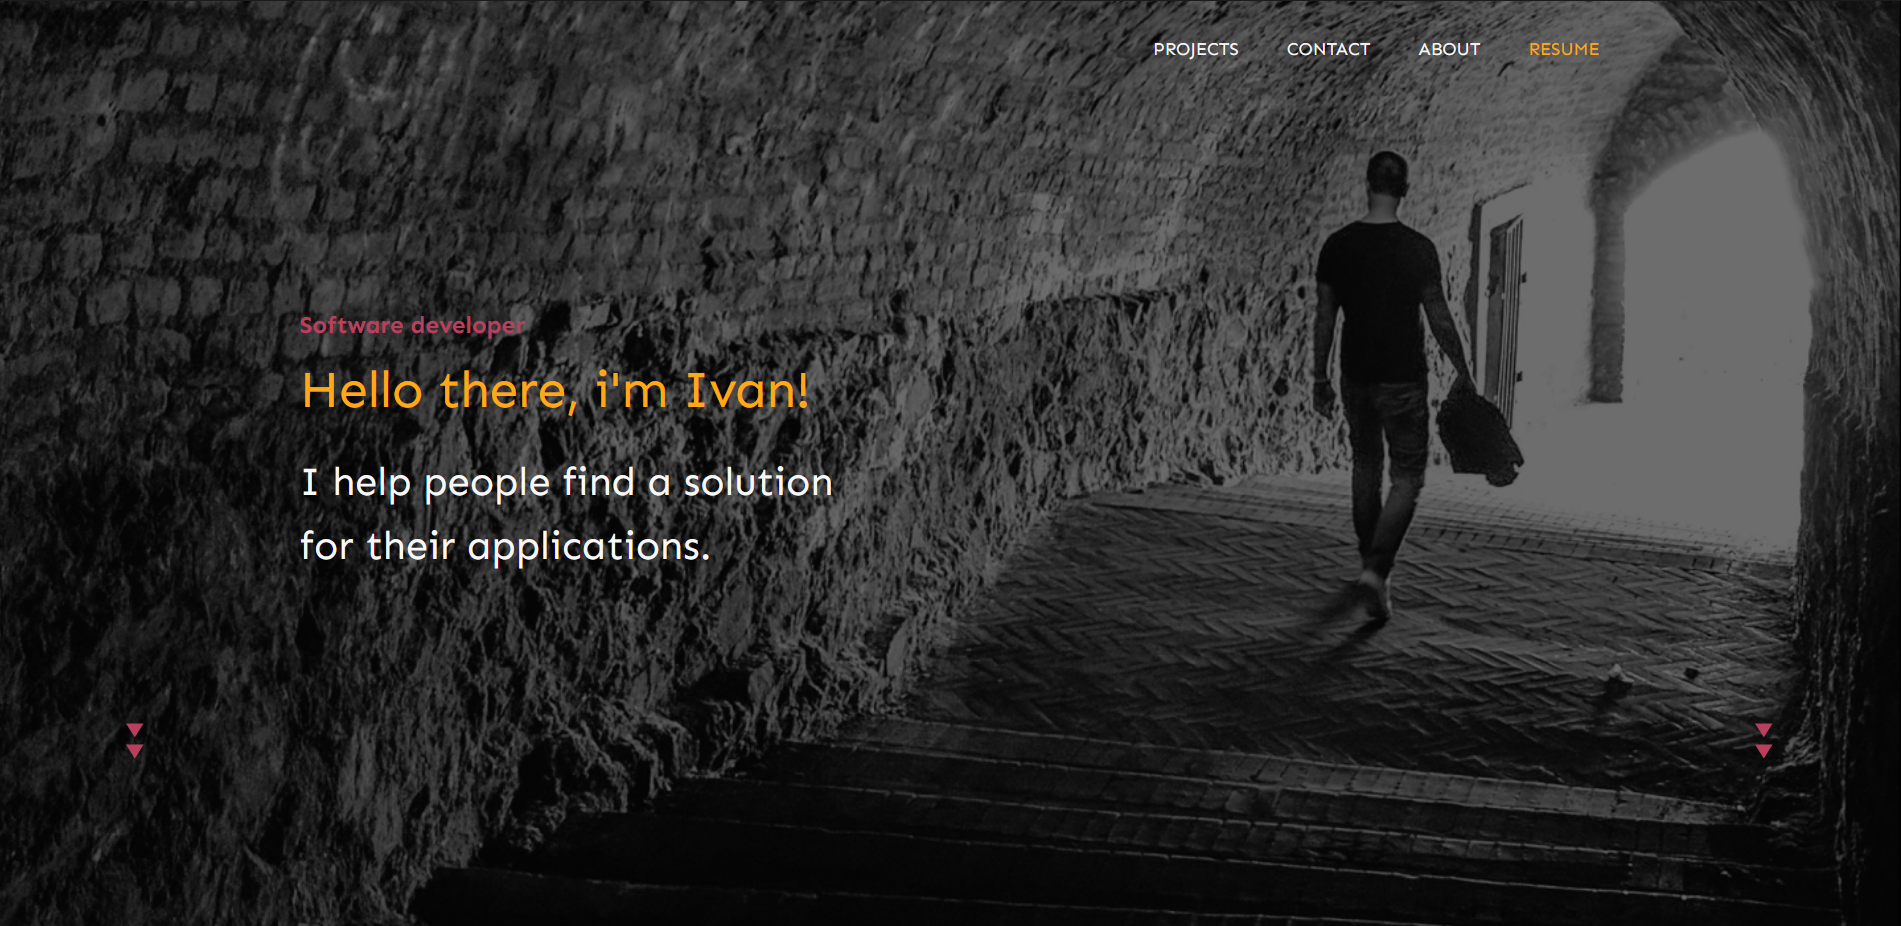 PROJECTS CONTACT ABOUT RESUME
Software developer
Hello there, i'm Ivan!
I help people find a solution
for their applications.